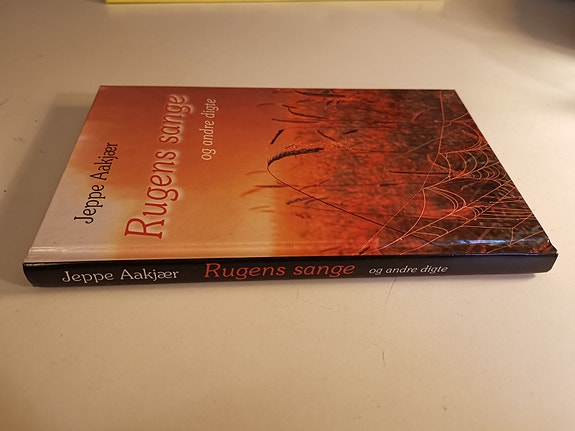 Jeppe Aakjær
Rugens sange
og andre digte
Jeppe Aakjær Rugens sange og andre digte